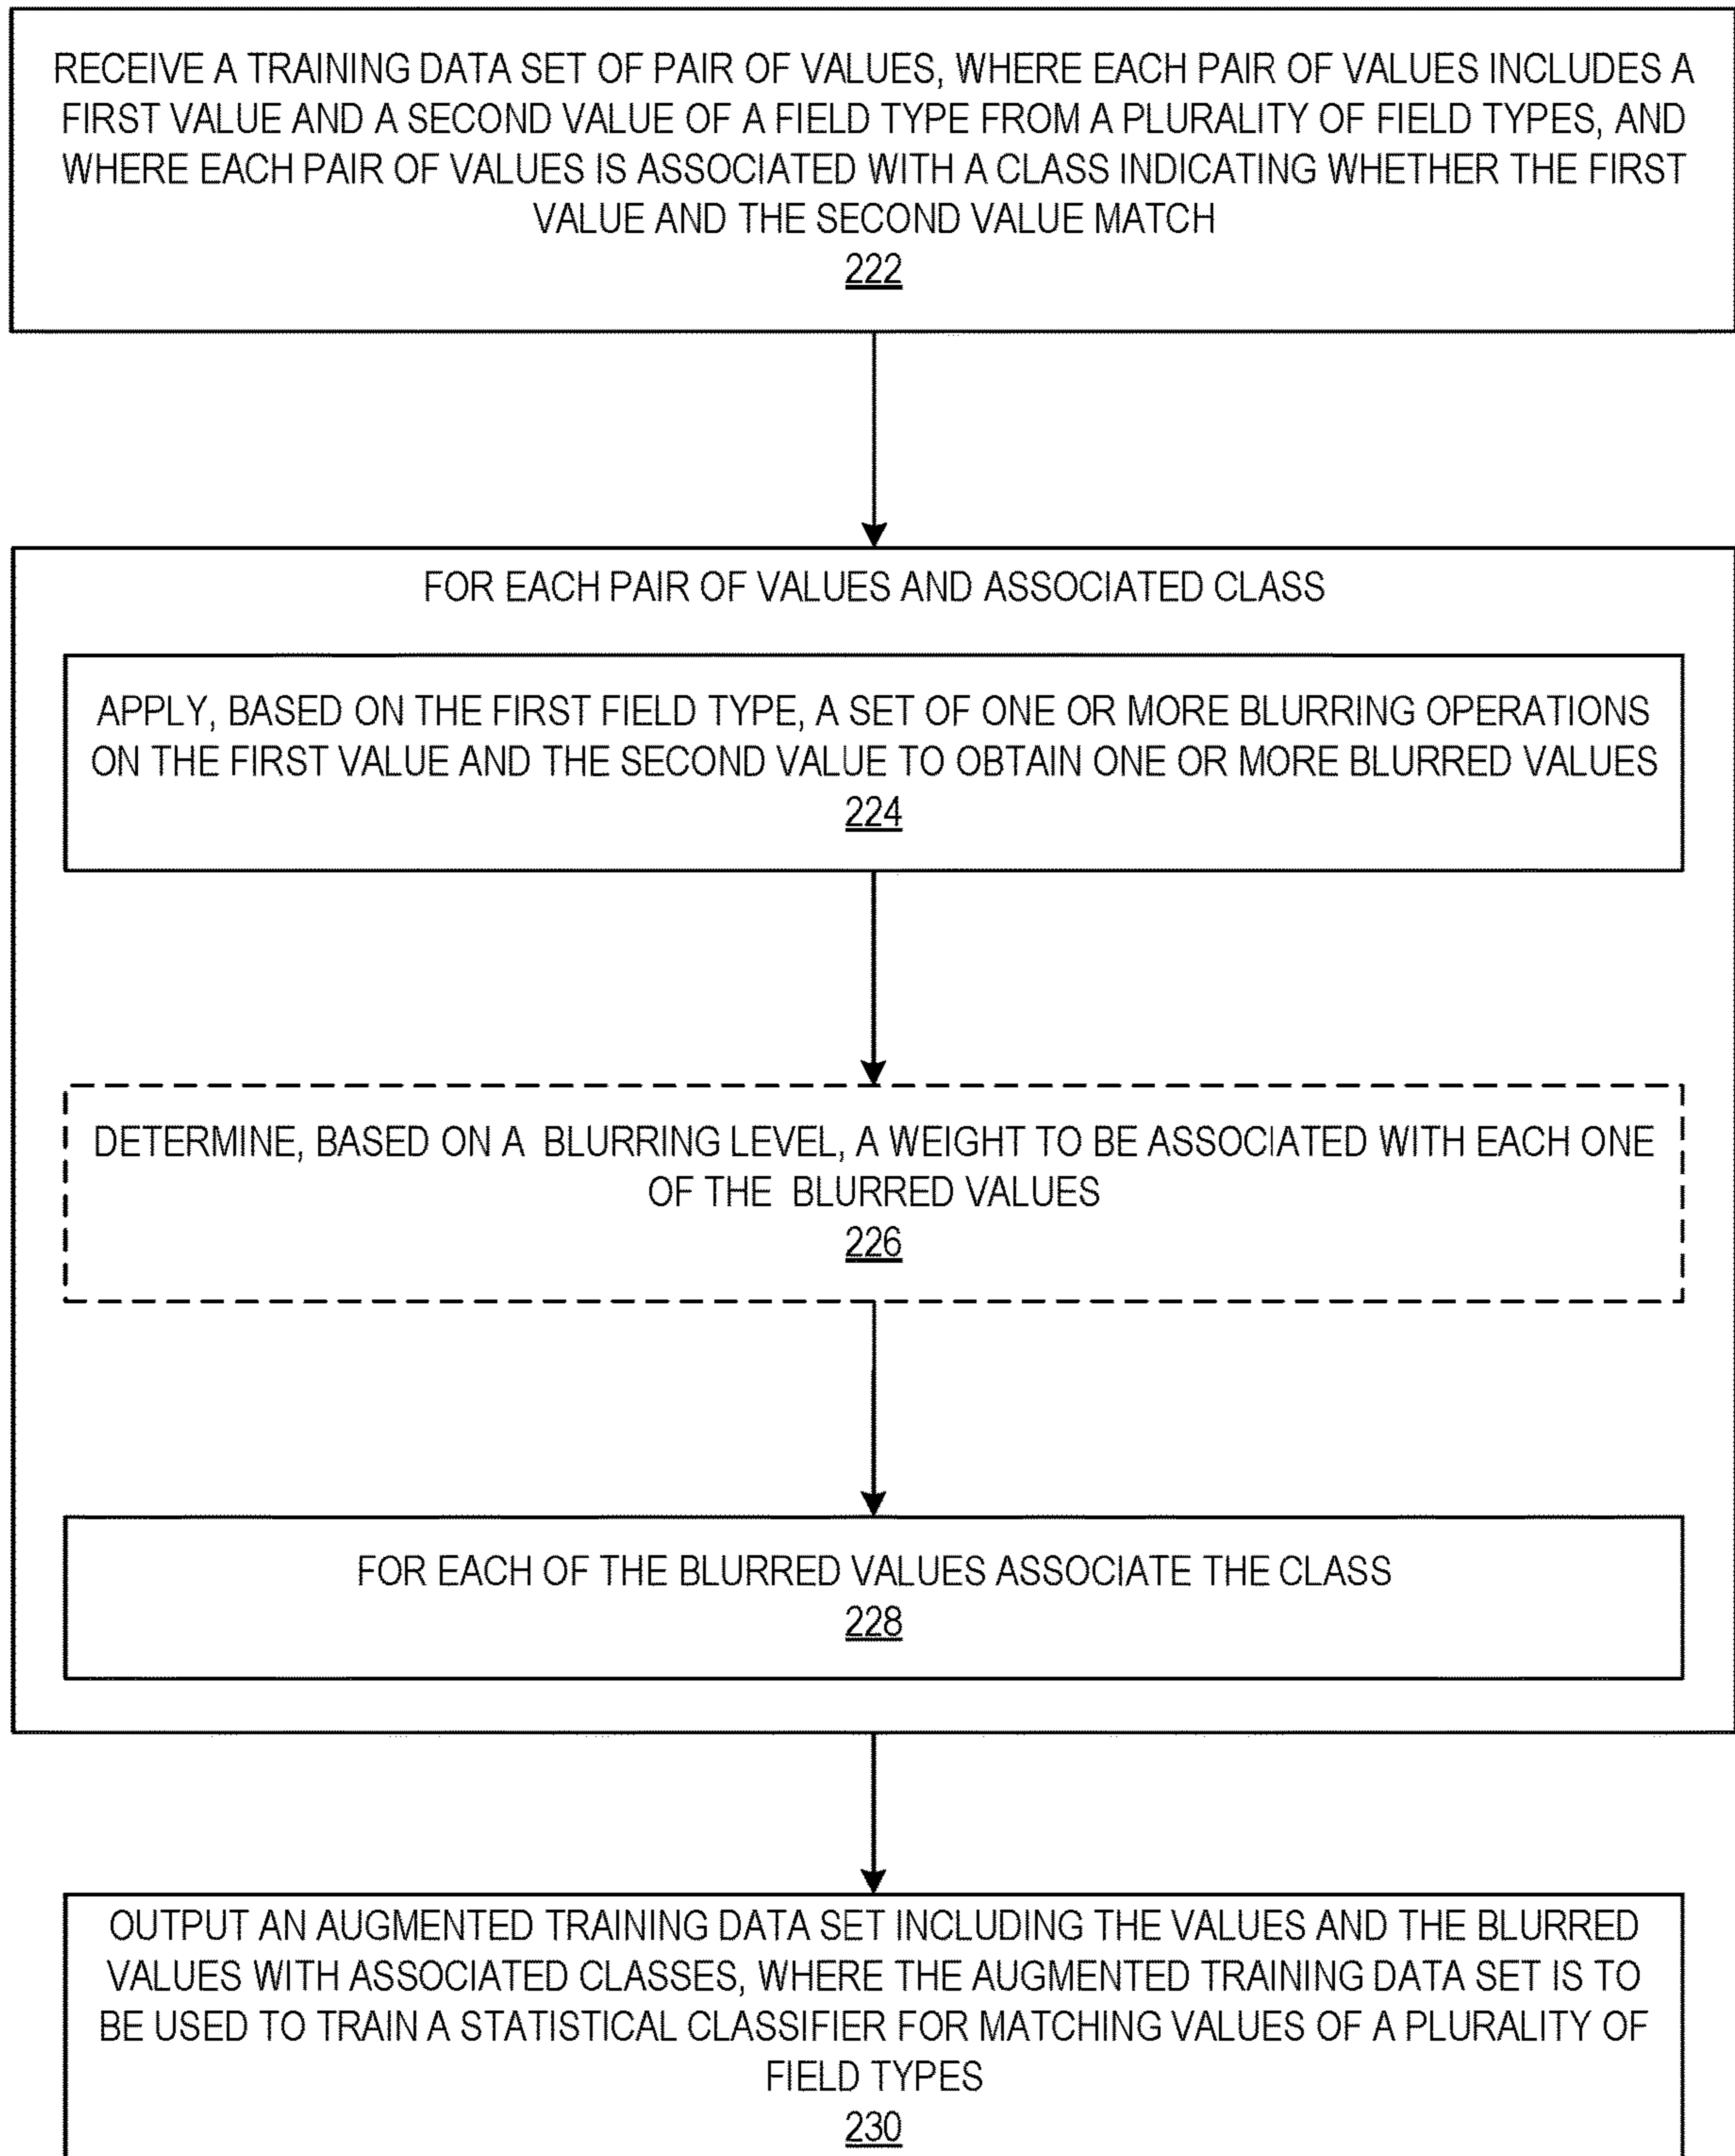 RECEIVE A TRAINING DATA SET OF PAIR OF VALUES, WHERE EACH PAIR OF VALUES INCLUDES A
FIRST VALUE AND A SECOND VALUE OF A FIELD TYPE FROM A PLURALITY OF FIELD TYPES, AND
WHERE EACH PAIR OF VALUES IS ASSOCIATED WITH A CLASS INDICATING WHETHER THE FIRST
VALUE AND THE SECOND VALUE MATCH
222
FOR EACH PAIR OF VALUES AND ASSOCIATED CLASS
APPLY, BASED ON THE FIRST FIELD TYPE, A SET OF ONE OR MORE BLURRING OPERATIONS
ON THE FIRST VALUE AND THE SECOND VALUE TO OBTAIN ONE OR MORE BLURRED VALUES
224
DETERMINE, BASED ON A BLURRING LEVEL, A WEIGHT TO BE ASSOCIATED WITH EACH ONE
OF THE BLURRED VALUES
226
FOR EACH OF THE BLURRED VALUES ASSOCIATE THE CLASS
228
OUTPUT AN AUGMENTED TRAINING DATA SET INCLUDING THE VALUES AND THE BLURRED
VALUES WITH ASSOCIATED CLASSES, WHERE THE AUGMENTED TRAINING DATA SET IS TO
BE USED TO TRAIN A STATISTICAL CLASSIFIER FOR MATCHING VALUES OF A PLURALITY OF
FIELD TYPES
230